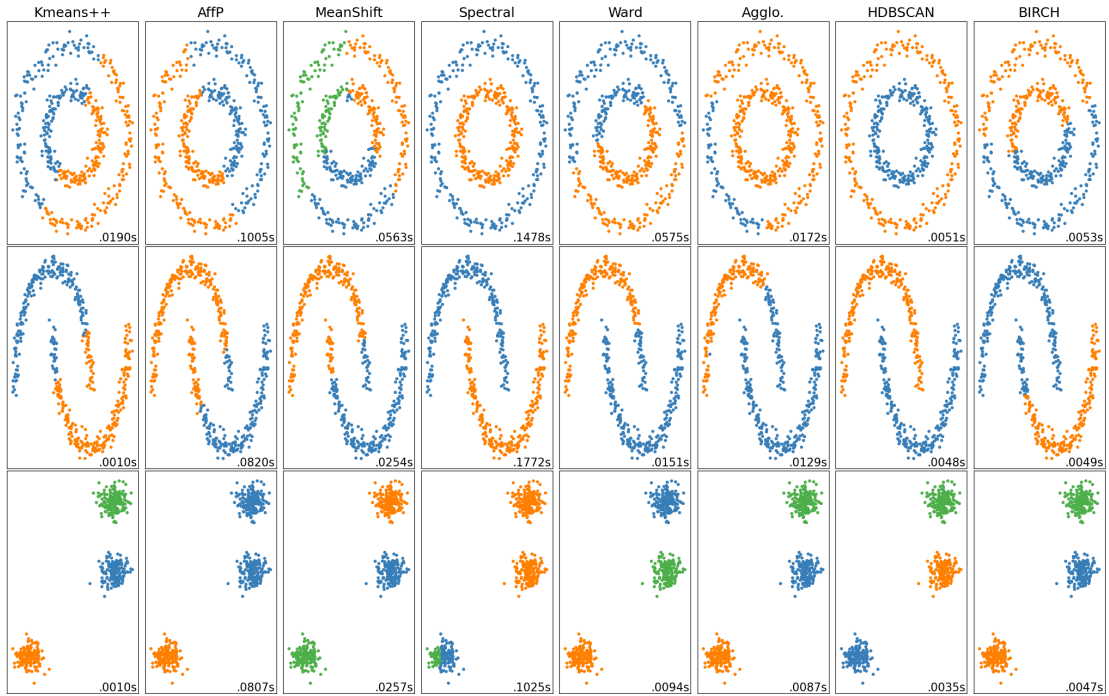 Kmeans++ AffP MeanShift Spectral Ward Agglo. HDBSCAN BIRCH
.0190s .1005s .0563s .1478s .0575s .0172s .0051s .0053s
.0010s .0820s .0254s .1772s .0151s .0129s .0048s .0049s
.0010s .0807s .0257s .1025s .0094s .0087s .0035s .0047s